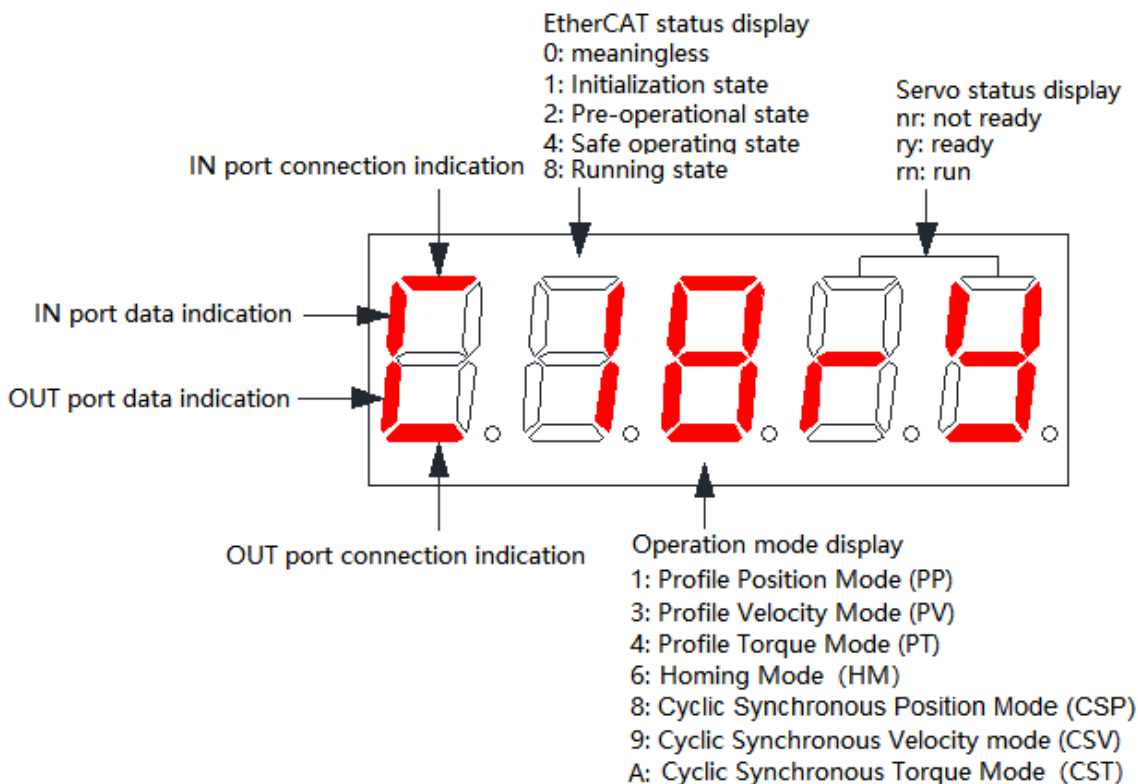 EtherCAT status display
0: meaningless
1: Initialization state
2: Pre-operational state
4: Safe operating state
8: Running state
Servo status display
nr: not ready
ry: ready
rn: run
IN port connection indication
IN port data indication
OUT port data indication
C. 1. 8. r. y.
OUT port connection indication
Operation mode display
1: Profile Position Mode (PP)
3: Profile Velocity Mode (PV)
4: Profile Torque Mode (PT)
6: Homing Mode（HM）
8: Cyclic Synchronous Position Mode (CSP)
9: Cyclic Synchronous Velocity mode (CSV)
A: Cyclic Synchronous Torque Mode（CST）